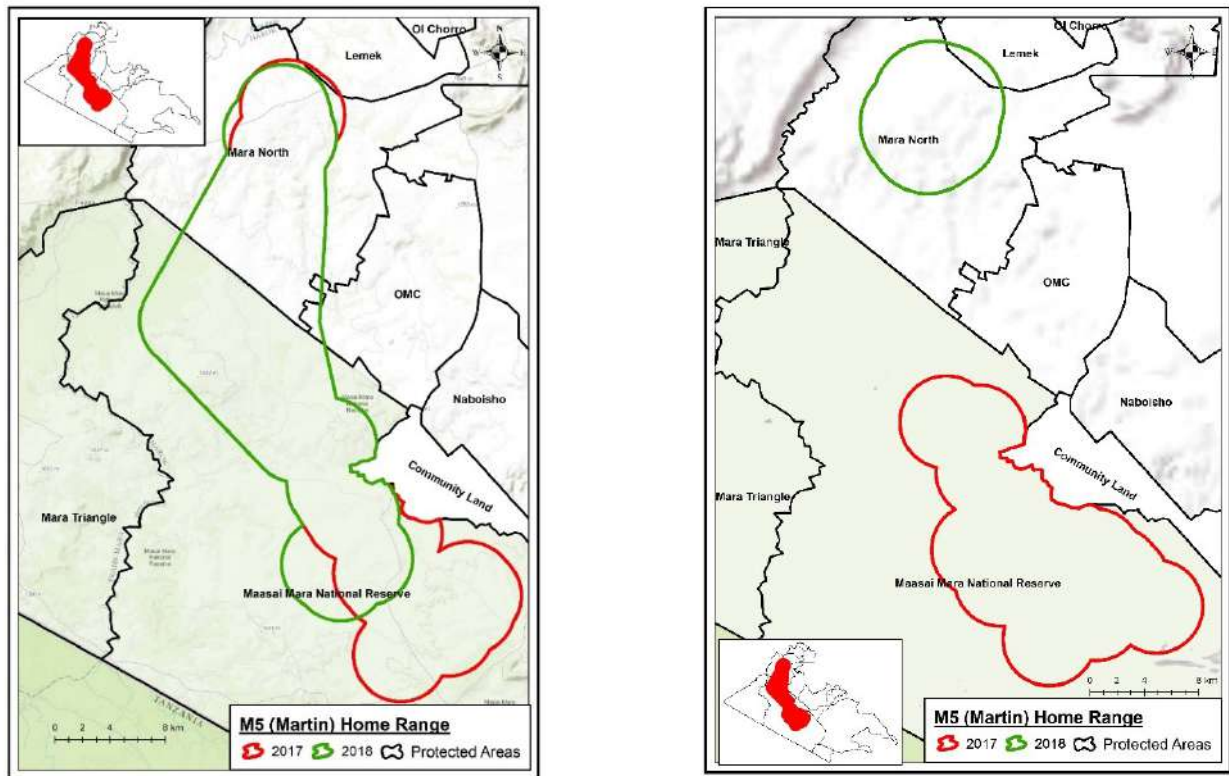 Ol Chorro
Lemek
N
W
E
S
Mara North
OMC
Naboisho
Community Land
Mara Triangle
Maasai Mara National Reserve
TANZANIA
0 2 4 8 km
M5 (Martin) Home Range
2017 2018 Protected Areas
Ol Chorro
Lemek
N
W
E
S
Mara North
Mara Triangle
OMC
Naboisho
Community Land
Mara Triangle
Maasai Mara National Reserve
0 2 4 8 km
M5 (Martin) Home Range
2017 2018 Protected Areas